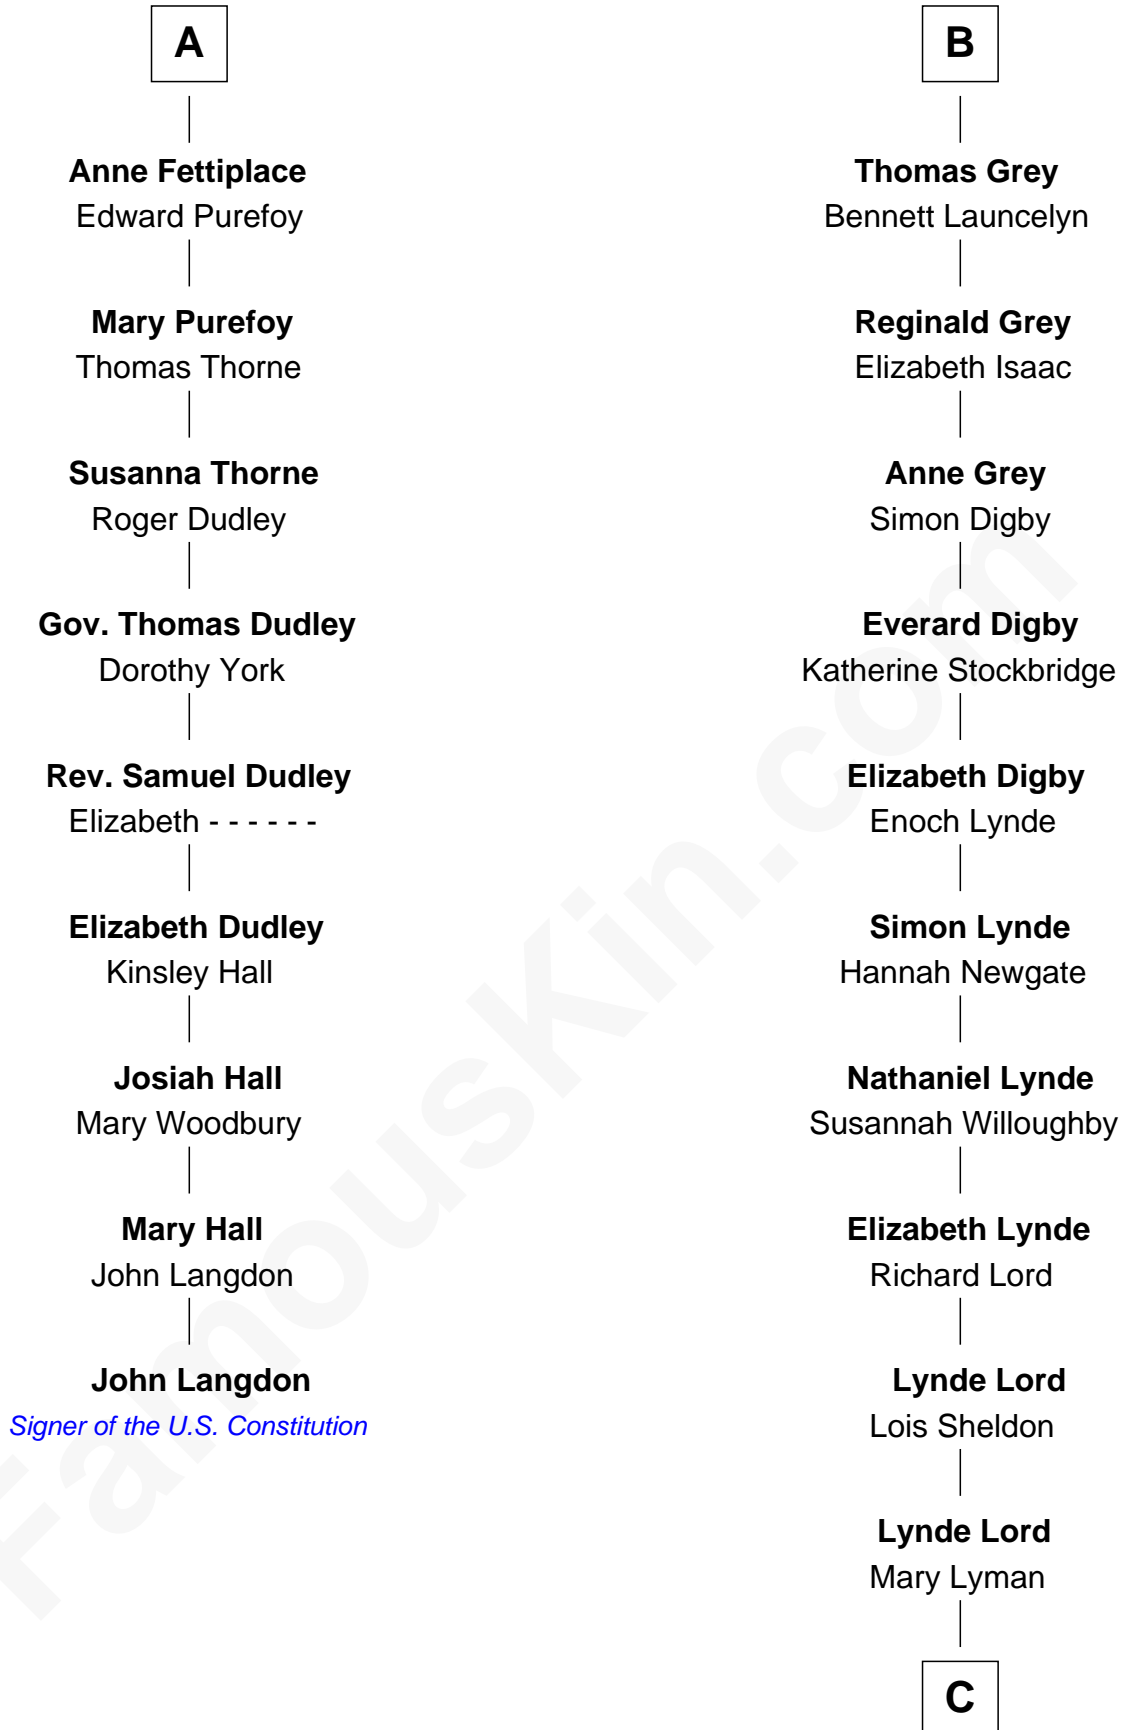 A
Anne Fettiplace
Edward Purefoy
Mary Purefoy
Thomas Thorne
Susanna Thorne
Roger Dudley
Gov. Thomas Dudley
Dorothy York
Rev. Samuel Dudley
Elizabeth - - - - - -
Elizabeth Dudley
Kinsley Hall
Josiah Hall
Mary Woodbury
Mary Hall
John Langdon
John Langdon
Signer of the U.S. Constitution
B
Thomas Grey
Bennett Launcelyn
Reginald Grey
Elizabeth Isaac
Anne Grey
Simon Digby
Everard Digby
Katherine Stockbridge
Elizabeth Digby
Enoch Lynde
Simon Lynde
Hannah Newgate
Nathaniel Lynde
Susannah Willoughby
Elizabeth Lynde
Richard Lord
Lynde Lord
Lois Sheldon
Lynde Lord
Mary Lyman
C
FamousKin.com